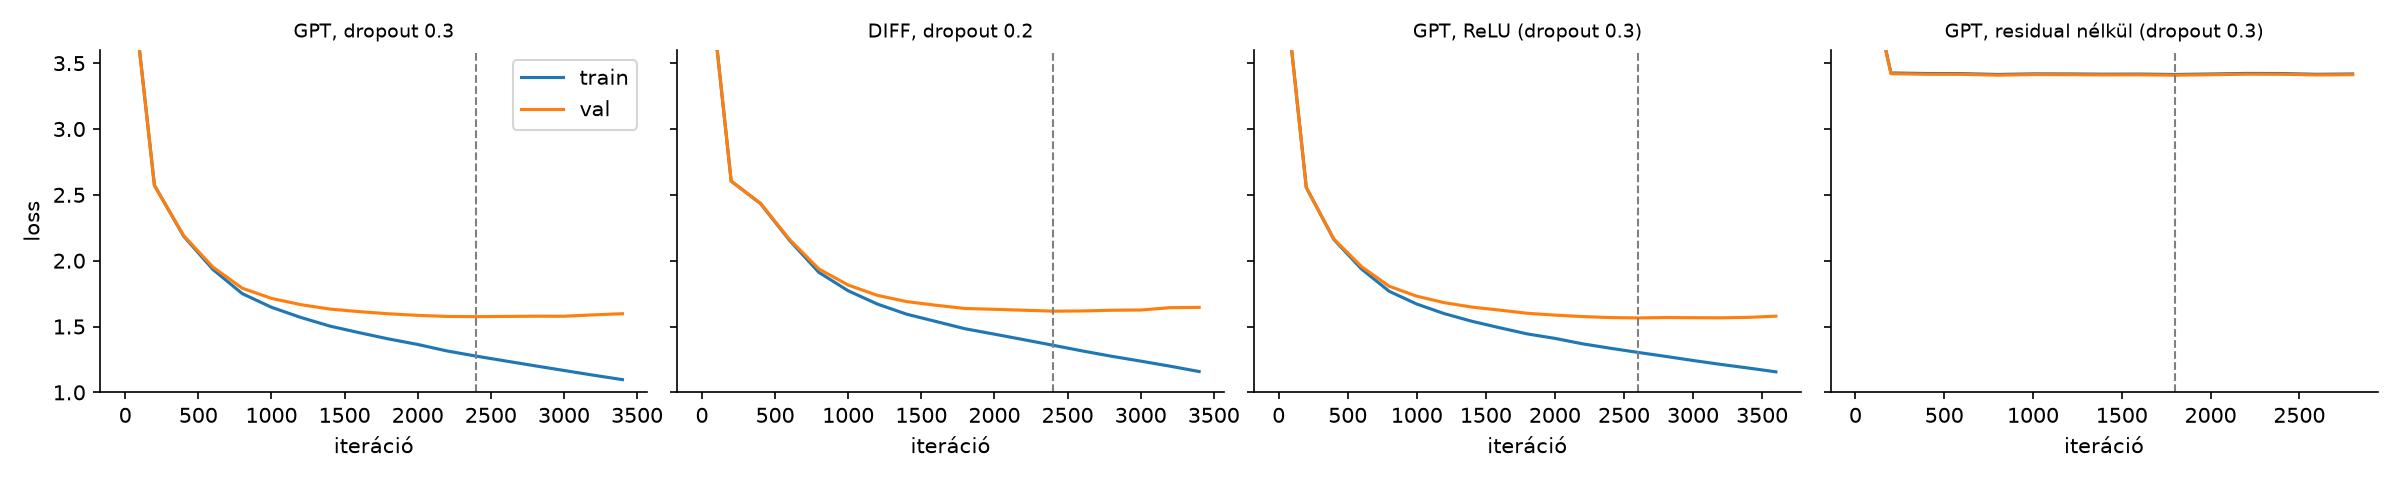 GPT, dropout 0.3
DIFF, dropout 0.2
GPT, ReLU (dropout 0.3)
GPT, residual nélkül (dropout 0.3)
train
val
loss
3.5
3.0
2.5
2.0
1.5
1.0
0 500 1000 1500 2000 2500 3000 3500
0 500 1000 1500 2000 2500 3000 3500
0 500 1000 1500 2000 2500 3000 3500
0 500 1000 1500 2000 2500
iteráció
iteráció
iteráció
iteráció